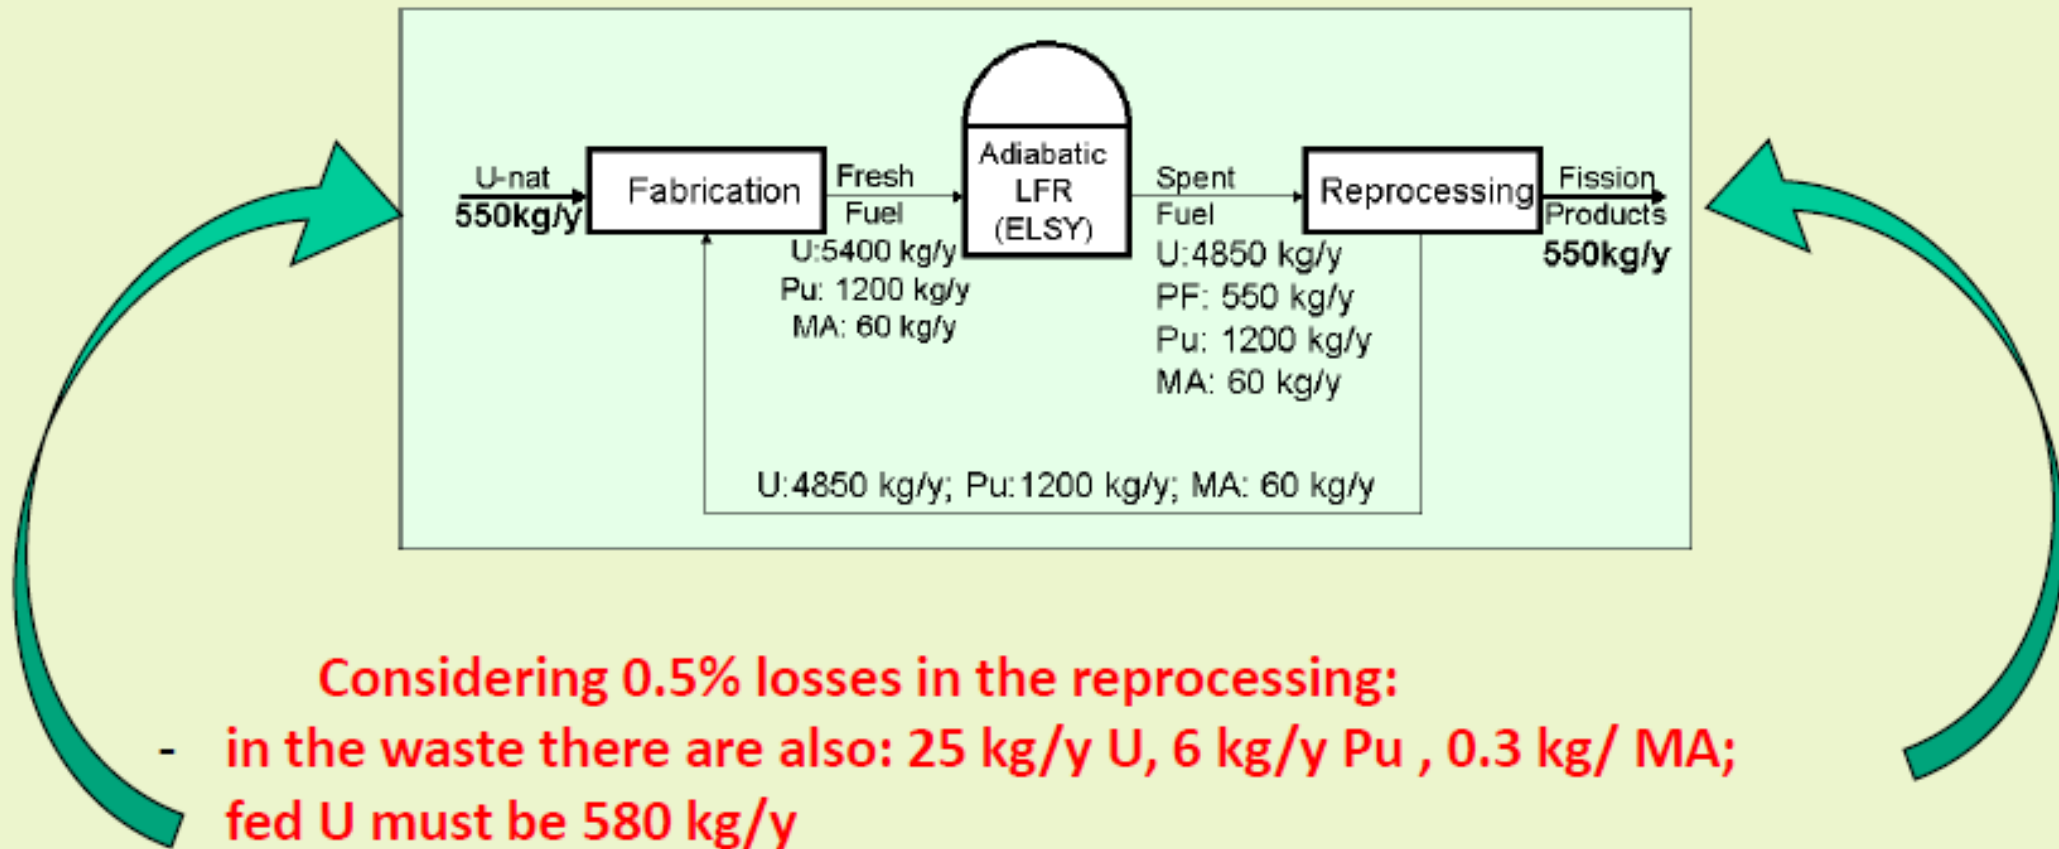 U-nat
550kg/y
Fabrication
Fresh
Fuel
U:5400 kg/y
Pu: 1200 kg/y
MA: 60 kg/y
Adiabatic
LFR
(ELSY)
Spent
Fuel
U:4850 kg/y
PF: 550 kg/y
Pu: 1200 kg/y
MA: 60 kg/y
Reprocessing
Fission
Products
550kg/y
U:4850 kg/y; Pu:1200 kg/y; MA: 60 kg/y
Considering 0.5% losses in the reprocessing:
- in the waste there are also: 25 kg/y U, 6 kg/y Pu , 0.3 kg/ MA;
fed U must be 580 kg/y